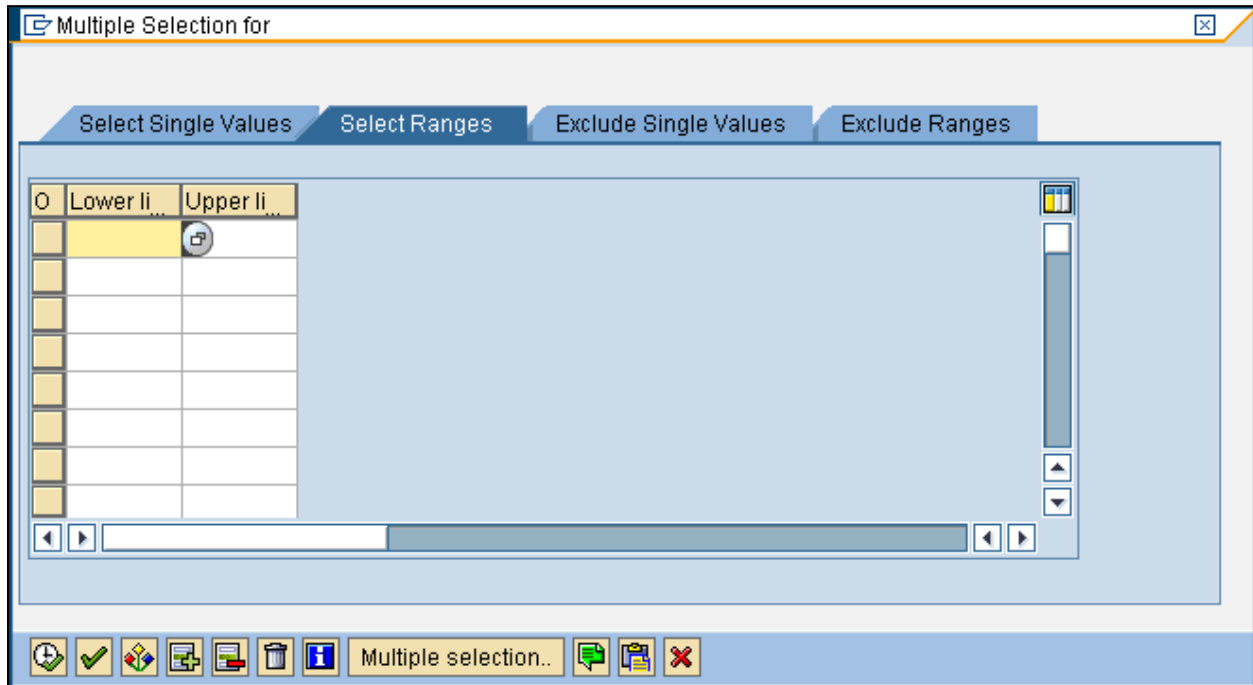 Multiple Selection for
Select Single Values Select Ranges Exclude Single Values Exclude Ranges
O Lower li... Upper li...
Multiple selection..